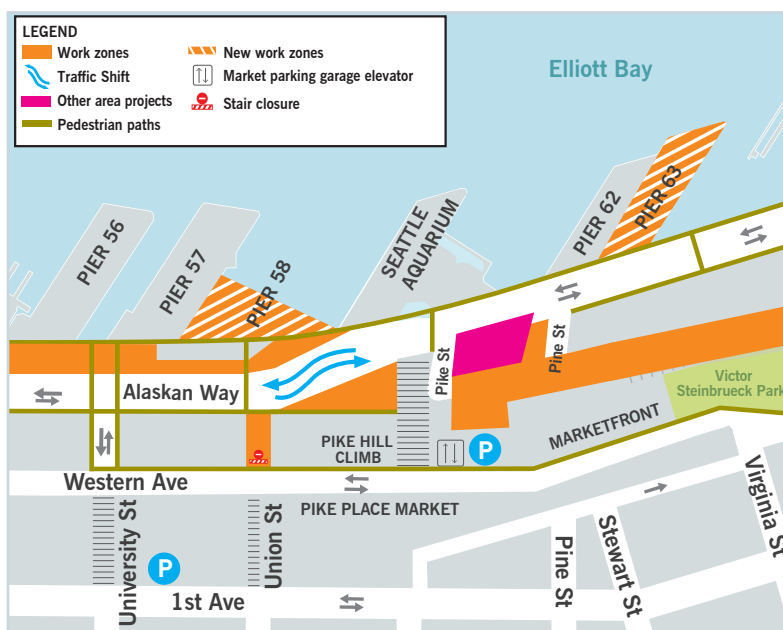 LEGEND
Work zones
New work zones
Traffic Shift
Market parking garage elevator
Other area projects
Stair closure
Pedestrian paths
Elliott Bay
PIER 56
PIER 57
PIER 58
SEATTLE
AQUARIUM
PIER 62
PIER 63
Pike St
Pine St
Alaskan Way
Victor
Steinbrueck Park
MARKETFRONT
PIKE HILL
CLIMB
P
Western Ave
PIKE PLACE MARKET
University St
Union St
P
1st Ave
Pine St
Stewart St
Virginia St